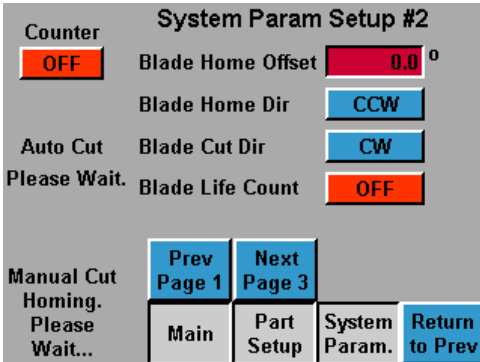 System Param Setup #2
Counter
OFF
Blade Home Offset 0.0 °
Blade Home Dir CCW
Auto Cut
Please Wait.
Blade Cut Dir CW
Blade Life Count OFF
Manual Cut
Homing.
Please
Wait...
Prev
Page 1
Next
Page 3
Main
Part
Setup
System
Param.
Return
to Prev